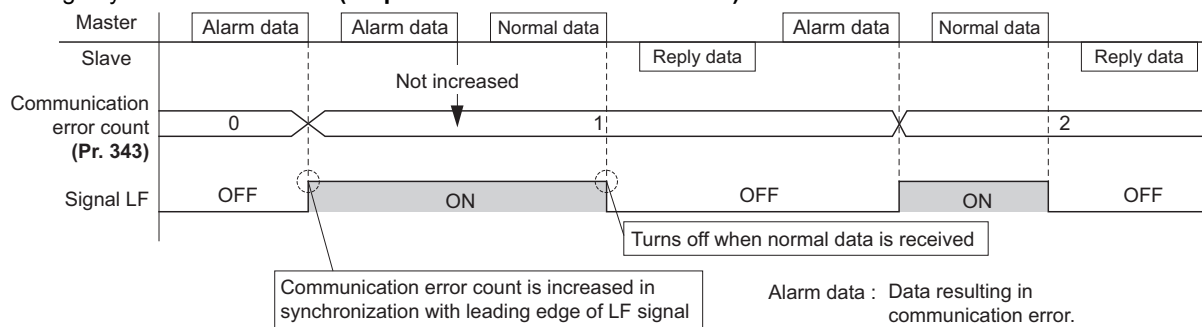 Master
Alarm data
Alarm data
Normal data
Alarm data
Normal data
Slave
Reply data
Reply data
Not increased
Communication
error count
(Pr. 343)
0
1
2
Signal LF
OFF
ON
OFF
ON
OFF
Turns off when normal data is received
Communication error count is increased in
synchronization with leading edge of LF signal
Alarm data : Data resulting in
communication error.